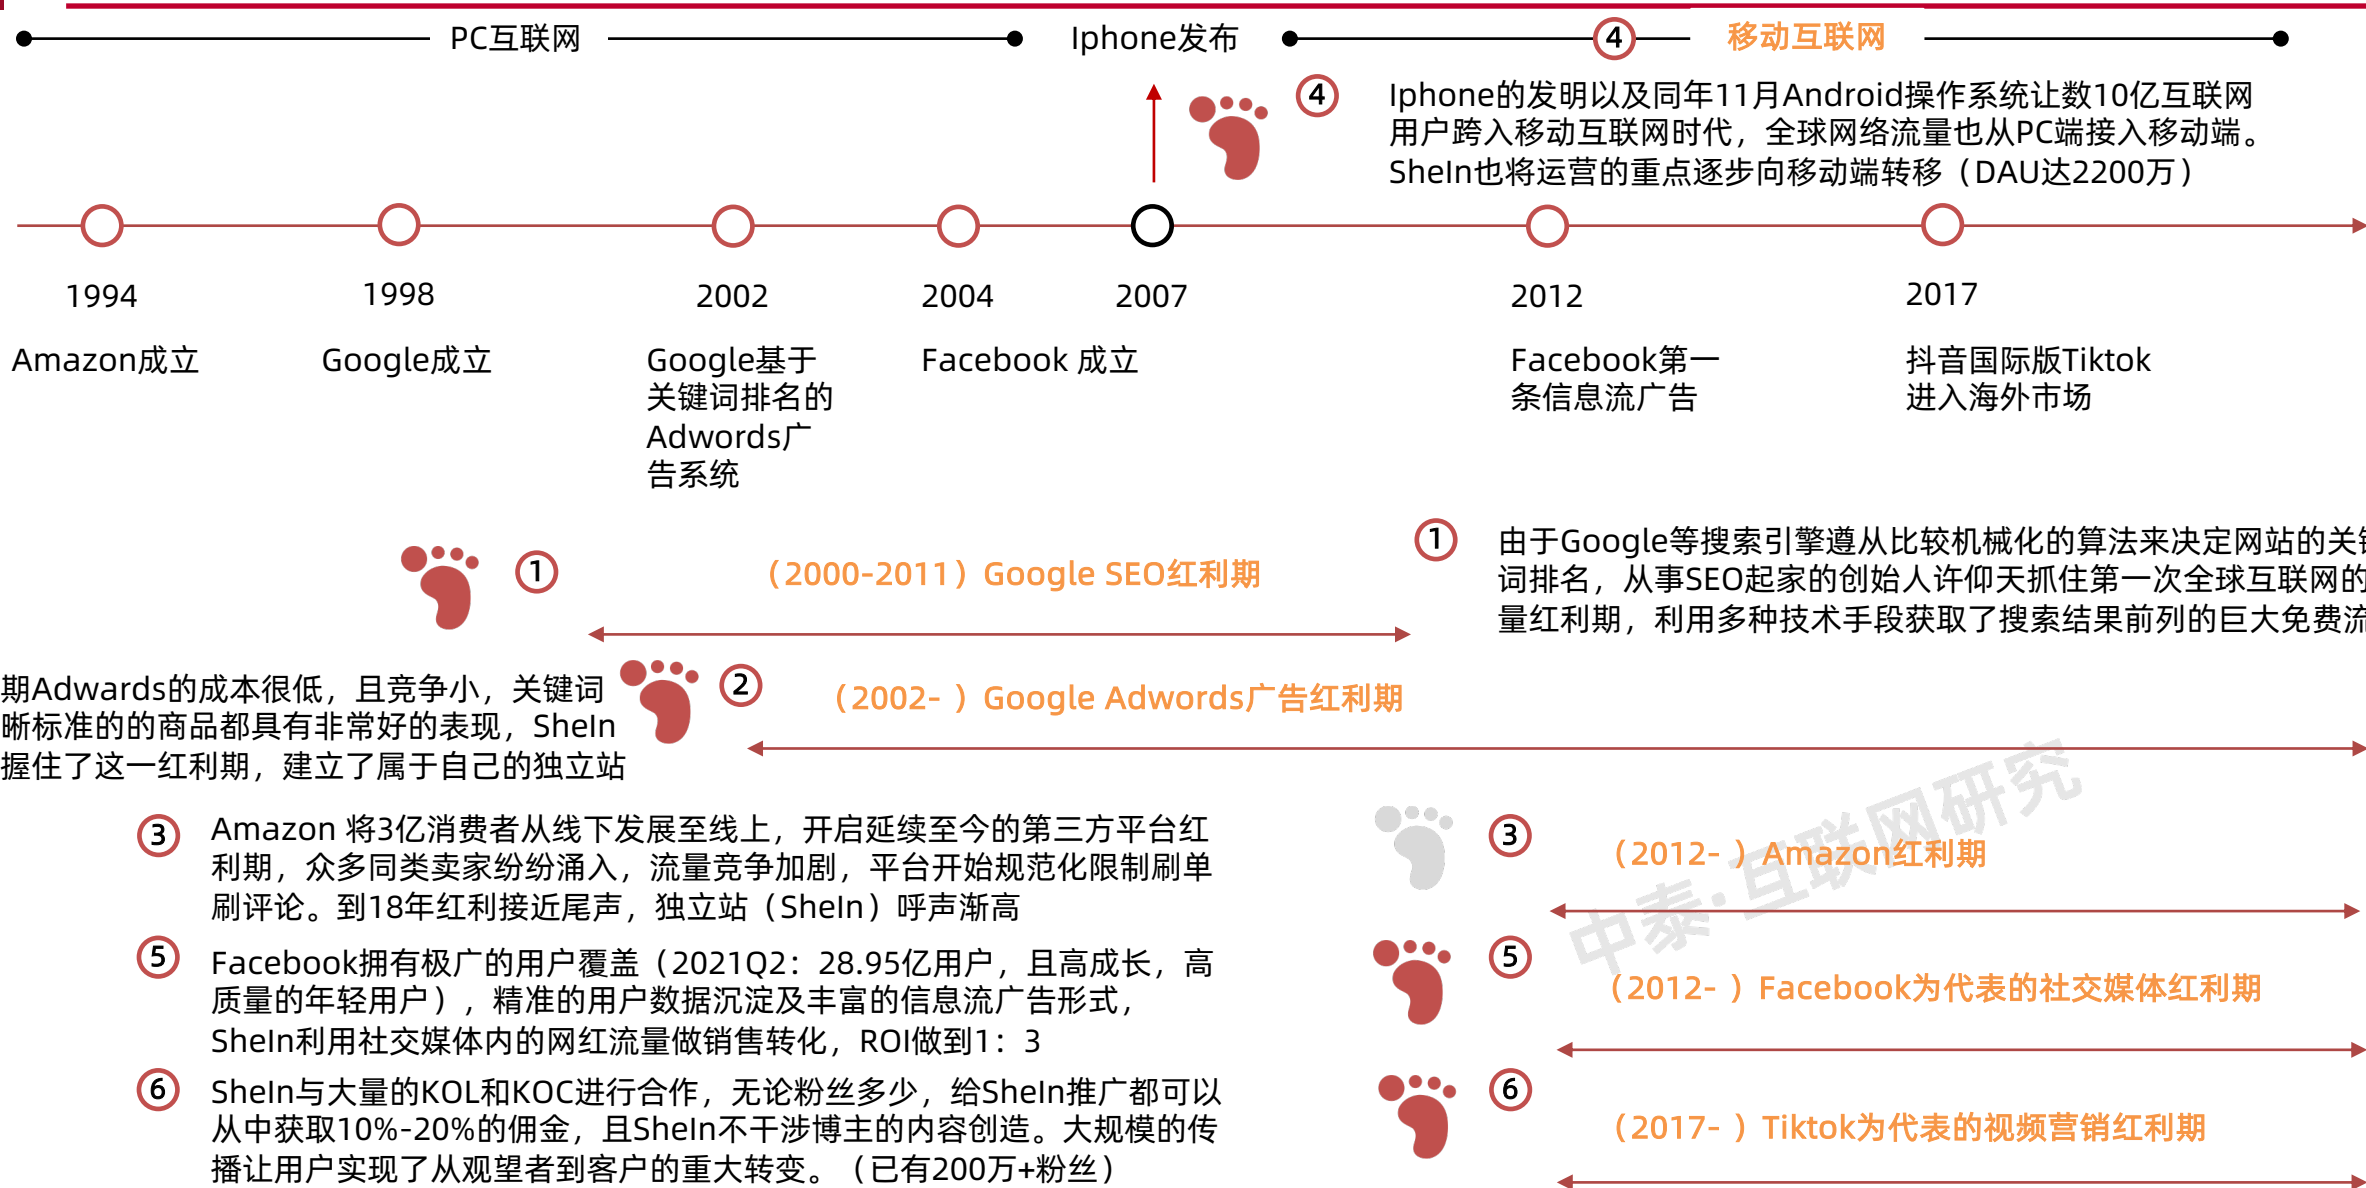 PC互联网
Iphone发布
④
移动互联网
④
Iphone的发明以及同年11月Android操作系统让数10亿互联网
用户跨入移动互联网时代，全球网络流量也从PC端接入移动端。
SheIn也将运营的重点逐步向移动端转移（DAU达2200万）
1994
1998
2002
2004
2007
2012
2017
Amazon成立
Google成立
Google基于
关键词排名的
Adwords广
告系统
Facebook 成立
Facebook第一
条信息流广告
抖音国际版Tiktok
进入海外市场
①
（2000-2011）Google SEO红利期
①
由于Google等搜索引擎遵从比较机械化的算法来决定网站的关键
词排名，从事SEO起家的创始人许仰天抓住第一次全球互联网的
量红利期，利用多种技术手段获取了搜索结果前列的巨大免费流
期Adwards的成本很低，且竞争小，关键词
晰标准的的商品都具有非常好的表现，SheIn
握住了这一红利期，建立了属于自己的独立站
②
（2002- ）Google Adwords广告红利期
③
Amazon 将3亿消费者从线下发展至线上，开启延续至今的第三方平台红
利期，众多同类卖家纷纷涌入，流量竞争加剧，平台开始规范化限制刷单
刷评论。到18年红利接近尾声，独立站（SheIn）呼声渐高
③
（2012- ）Amazon红利期
中泰·互联网研究
⑤
Facebook拥有极广的用户覆盖（2021Q2：28.95亿用户，且高成长，高
质量的年轻用户），精准的用户数据沉淀及丰富的信息流广告形式，
SheIn利用社交媒体内的网红流量做销售转化，ROI做到1：3
⑤
（2012- ）Facebook为代表的社交媒体红利期
⑥
SheIn与大量的KOL和KOC进行合作，无论粉丝多少，给SheIn推广都可以
从中获取10%-20%的佣金，且SheIn不干涉博主的内容创造。大规模的传
播让用户实现了从观望者到客户的重大转变。（已有200万+粉丝）
⑥
（2017- ）Tiktok为代表的视频营销红利期